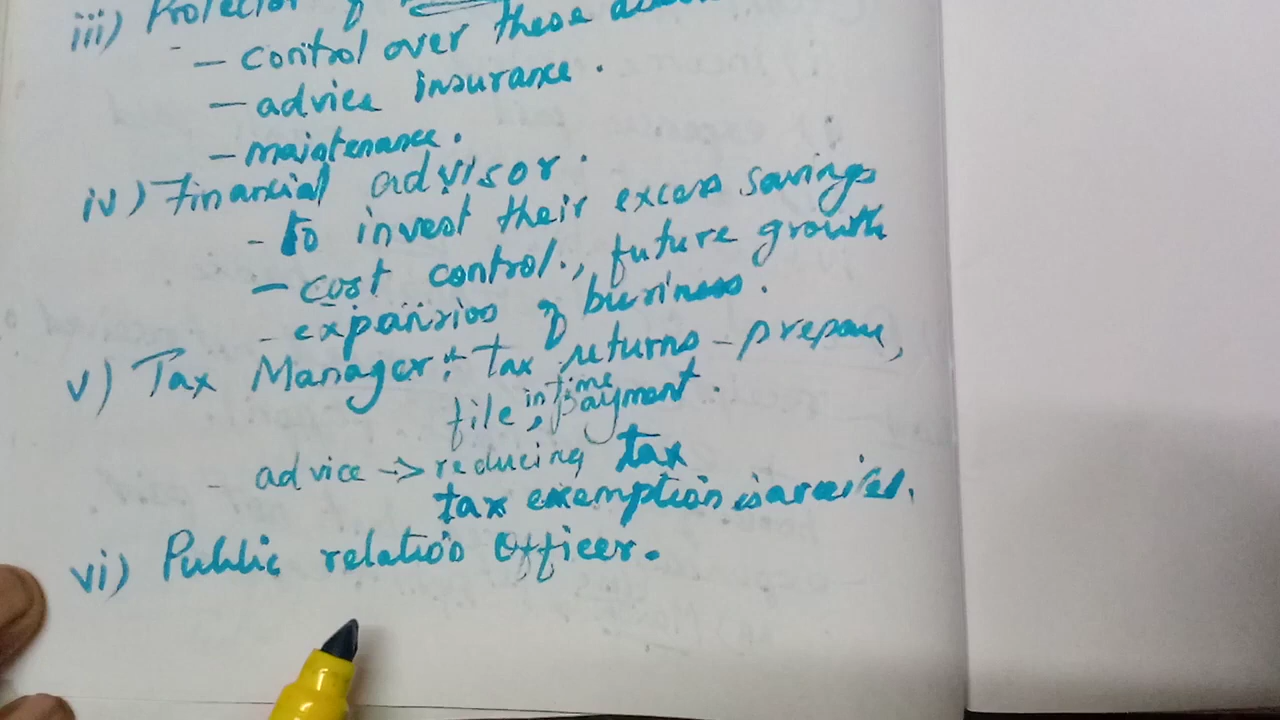 iii) Protector of
- control over these
- advice insurance.
- maintenance.
iv) Financial advisor.
- to invest their excess savings
- cost control., future growth
- expansion of business.
v) Tax Manager: tax returns - prepare,
file, in time payment.
- advice -> reducing tax
tax exemption is availed.
vi) Public relation Officer.